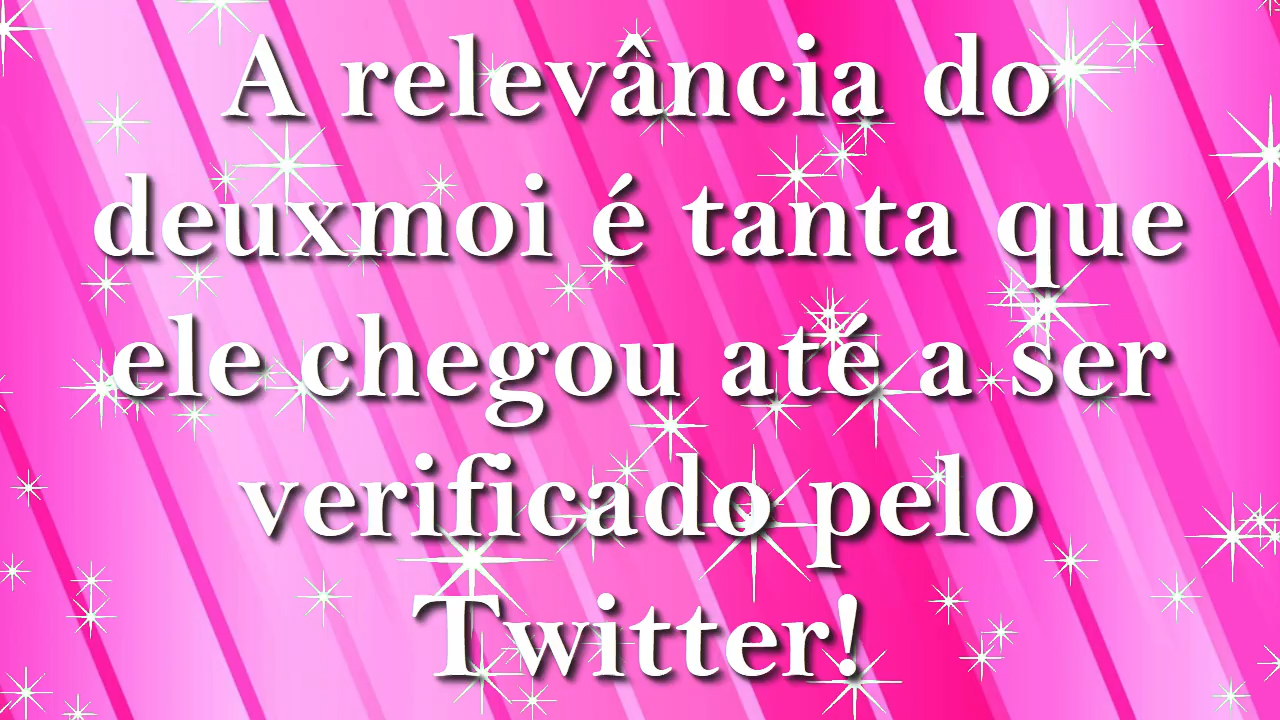 A relevância do
deuxmoi é tanta que
ele chegou até a ser
verificado pelo
Twitter!